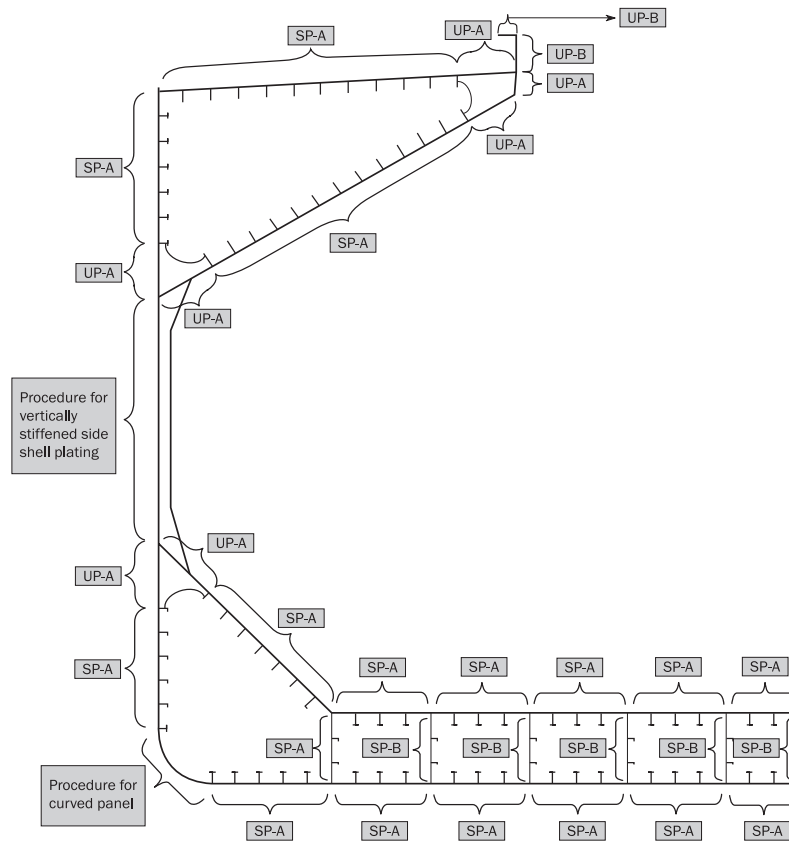 UP-B
UP-A
SP-A
UP-B
UP-A
UP-A
SP-A
SP-A
UP-A
UP-A
Procedure for
vertically
stiffened side
shell plating
UP-A
UP-A
SP-A
SP-A
SP-A
SP-A
SP-A
SP-A
SP-A
SP-A
SP-B
SP-B
SP-B
SP-B
Procedure for
curved panel
SP-A
SP-A
SP-A
SP-A
SP-A
SP-A